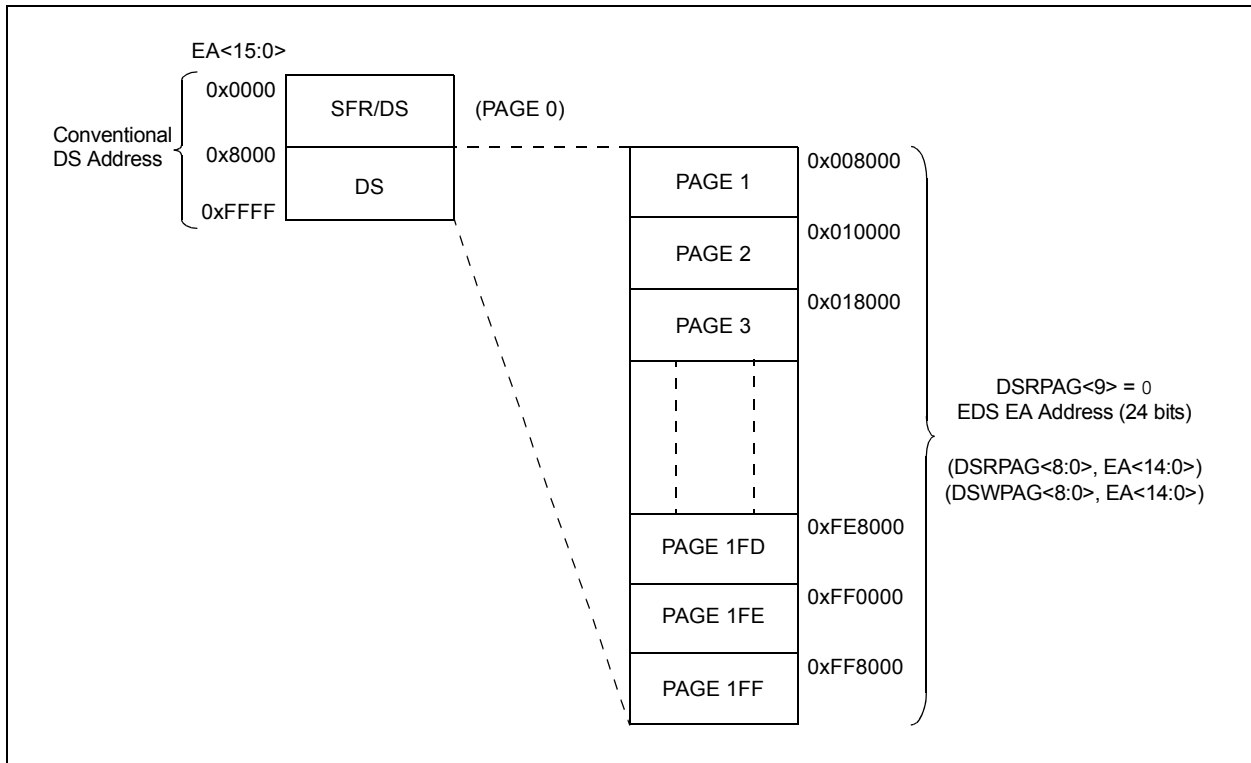 EA<15:0>
0x0000
SFR/DS
(PAGE 0)
Conventional
DS Address
0x8000
DS
0xFFFF
PAGE 1
0x008000
PAGE 2
0x010000
PAGE 3
0x018000
DSRPAG<9> = 0
EDS EA Address (24 bits)
(DSRPAG<8:0>, EA<14:0>)
(DSWPAG<8:0>, EA<14:0>)
PAGE 1FD
0xFE8000
PAGE 1FE
0xFF0000
PAGE 1FF
0xFF8000